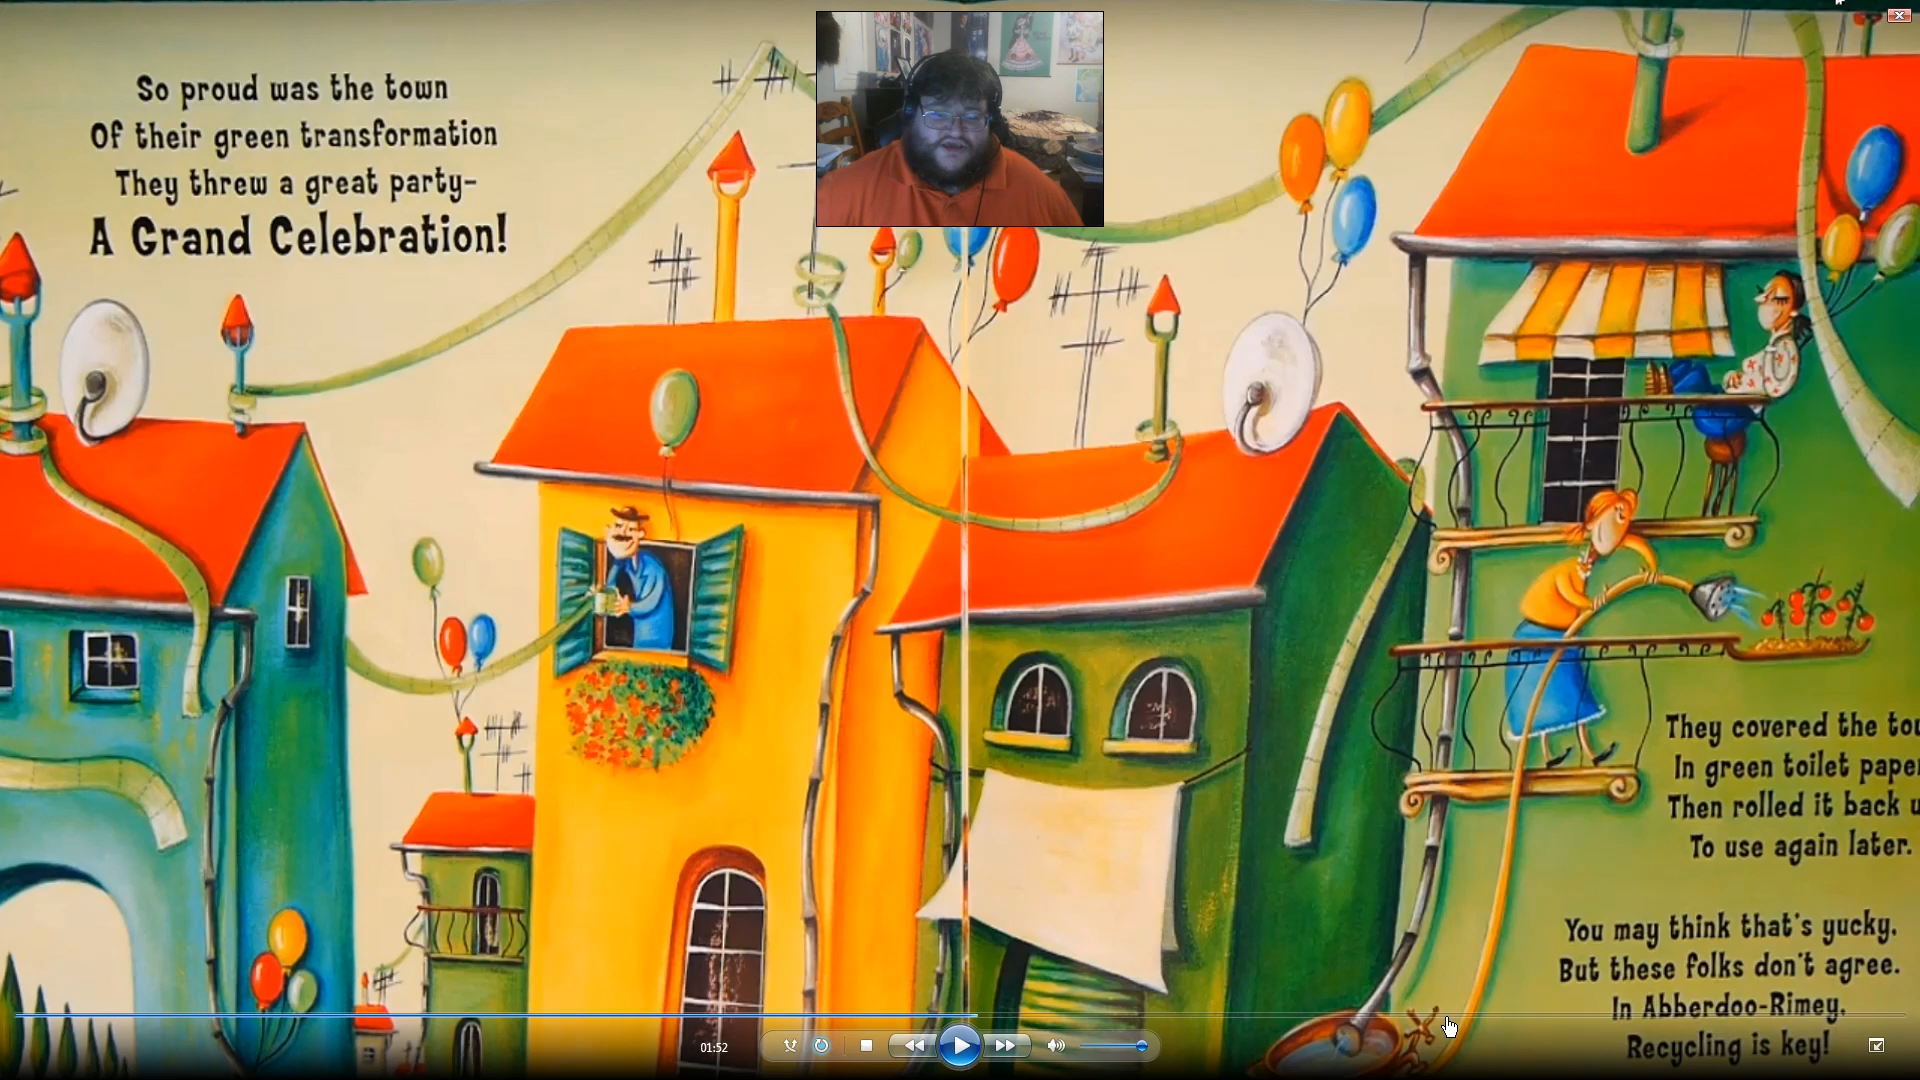 So proud was the town
Of their green transformation
They threw a great party-
A Grand Celebration!
They covered the
In green toilet
Then rolled it back
To use again later.
You may think that's yucky.
But these folks don't agree.
In Abberdoo-Rimey,
Recycling is key!
01:52